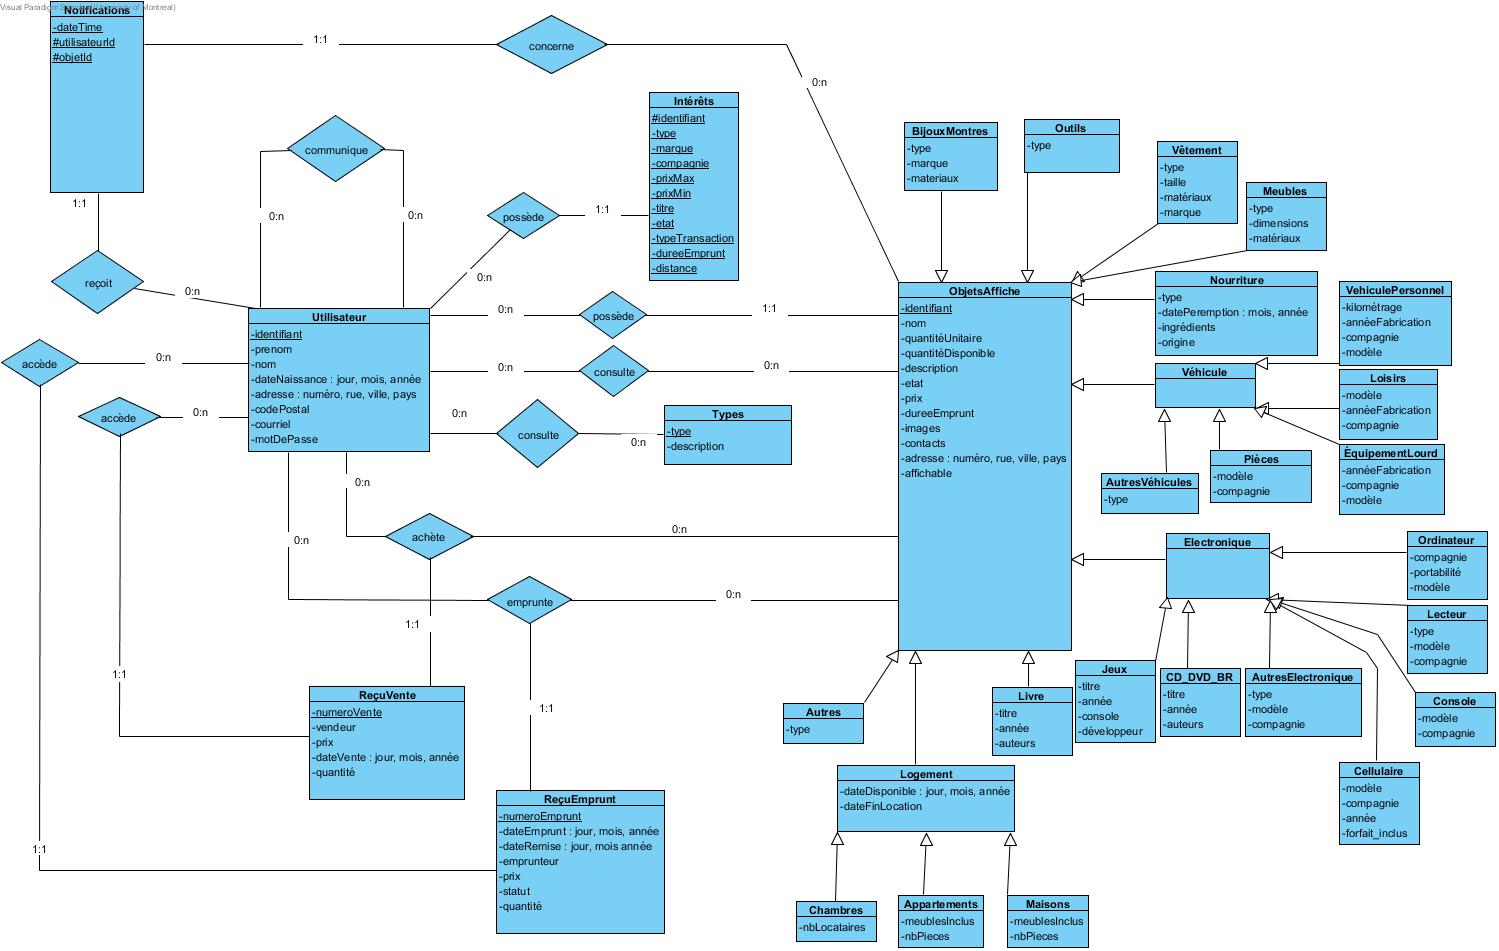 Visual Paradigm
of Montreal)
Notifications
-dateTime
#utilisateurId
#objetId
1:1
concerne
0:n
communique
0:n
0:n
1:1
reçoit
0:n
possède
1:1
0:n
Intérêts
#identifiant
-type
-marque
-compagnie
-prixMax
-prixMin
-titre
-etat
-typeTransaction
-dureeEmprunt
-distance
Utilisateur
-identifiant
-prenom
-nom
-dateNaissance : jour, mois, année
-adresse : numéro, rue, ville, pays
-codePostal
-courriel
-motDePasse
0:n
possède
1:1
0:n
consulte
0:n
0:n
consulte
0:n
Types
-type
-description
accède
0:n
accède
0:n
0:n
achète
0:n
0:n
emprunte
0:n
1:1
1:1
1:1
1:1
ReçuVente
-numeroVente
-vendeur
-prix
-dateVente : jour, mois, année
-quantité
ReçuEmprunt
-numeroEmprunt
-dateEmprunt : jour, mois, année
-dateRemise : jour, mois année
-emprunteur
-prix
-statut
-quantité
ObjetsAffiche
-identifiant
-nom
-quantitéUnitaire
-quantitéDisponible
-description
-etat
-prix
-dureeEmprunt
-images
-contacts
-adresse : numéro, rue, ville, pays
-affichable
BijouxMontres
-type
-marque
-materiaux
Outils
-type
Vêtement
-type
-taille
-matériaux
-marque
Meubles
-type
-dimensions
-matériaux
Nourriture
-type
-datePeremption : mois, année
-ingrédients
-origine
VehiculePersonnel
-kilométrage
-annéeFabrication
-compagnie
-modèle
Véhicule
Loisirs
-modèle
-annéeFabrication
-compagnie
ÉquipementLourd
-annéeFabrication
-compagnie
-modèle
Pièces
-modèle
-compagnie
AutresVéhicules
-type
Electronique
Ordinateur
-compagnie
-portabilité
-modèle
Lecteur
-type
-modèle
-compagnie
Console
-modèle
-compagnie
Cellulaire
-modèle
-compagnie
-année
-forfait_inclus
AutresElectronique
-type
-modèle
-compagnie
CD_DVD_BR
-titre
-année
-auteurs
Jeux
-titre
-année
-console
-développeur
Livre
-titre
-année
-auteurs
Autres
-type
Logement
-dateDisponible : jour, mois, année
-dateFinLocation
Chambres
-nbLocataires
Appartements
-meublesInclus
-nbPieces
Maisons
-meublesInclus
-nbPieces